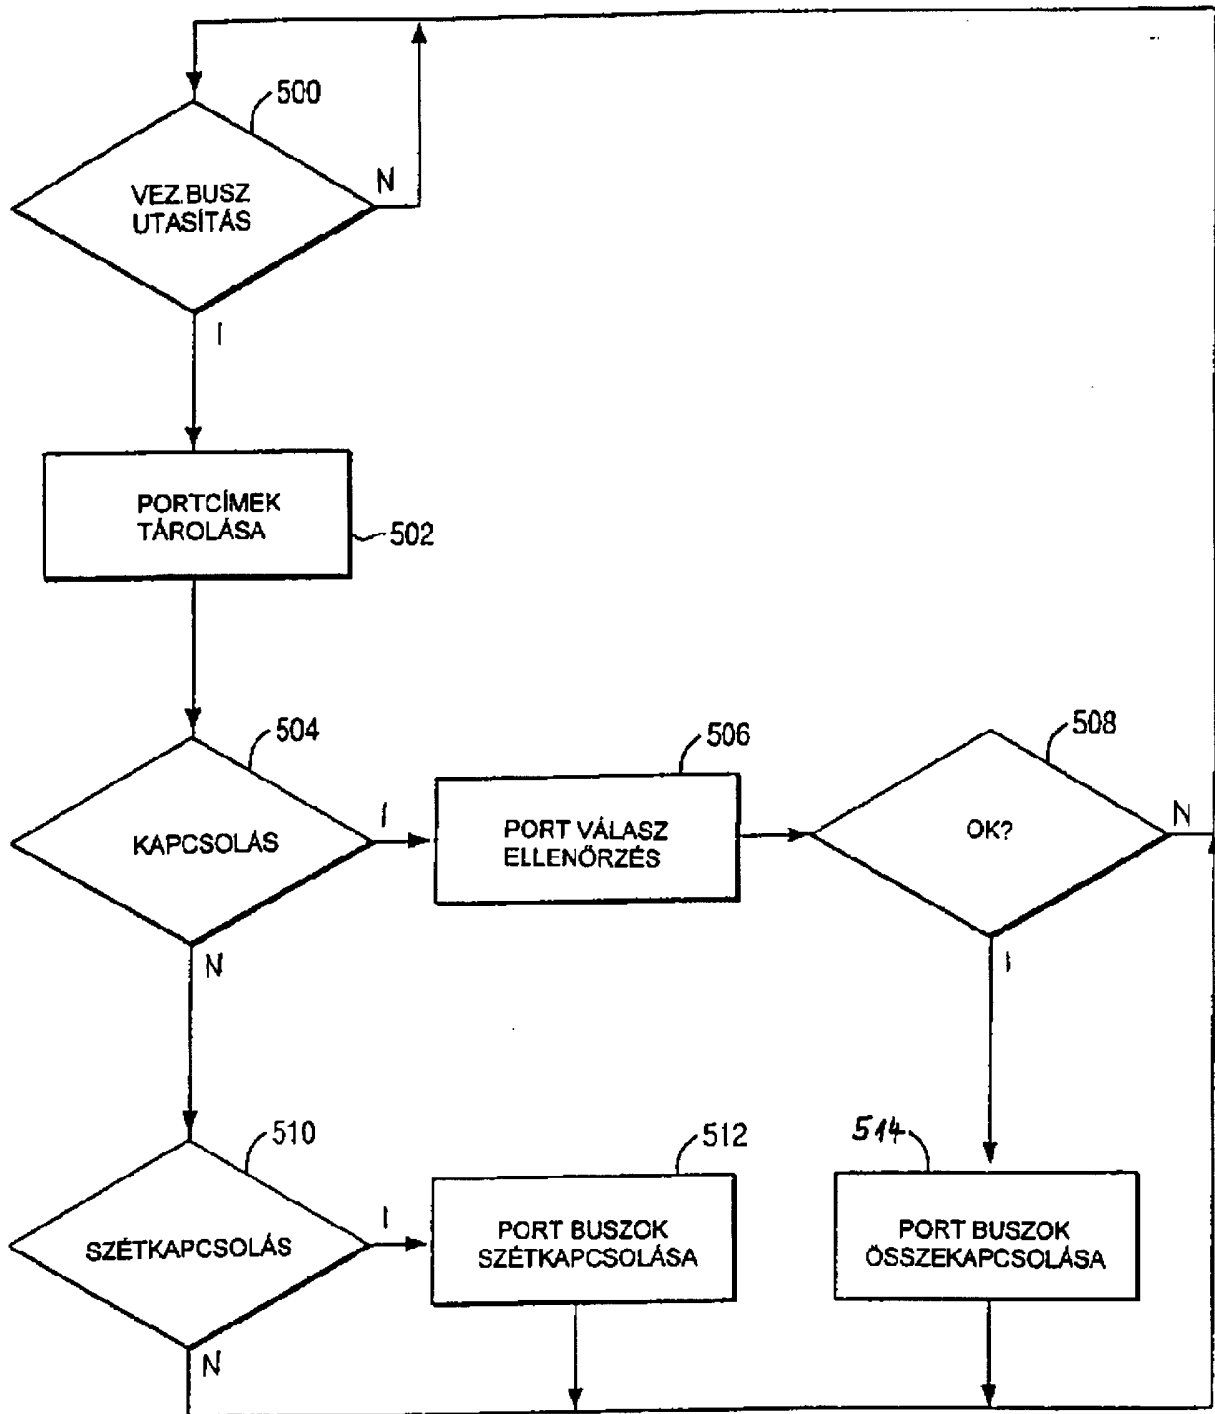 500
VEZ.BUSZ
UTASÍTÁS
N
I
PORTCÍMEK
TÁROLÁSA
502
504
KAPCSOLÁS
I
N
506
PORT VÁLASZ
ELLENŐRZÉS
508
OK?
N
I
510
SZÉTKAPCSOLÁS
I
N
512
PORT BUSZOK
SZÉTKAPCSOLÁSA
514
PORT BUSZOK
ÖSSZEKAPCSOLÁSA